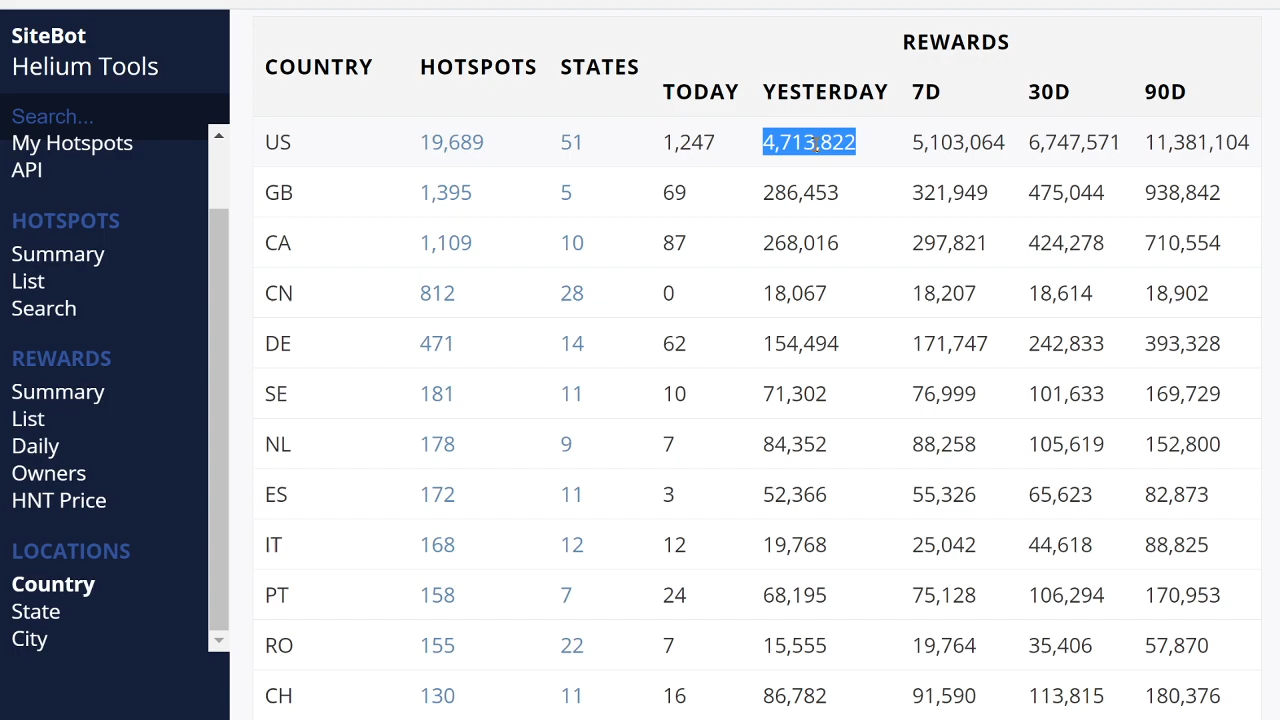 SiteBot
Helium Tools
Search...
My Hotspots
API
HOTSPOTS
Summary
List
Search
REWARDS
Summary
List
Daily
Owners
HNT Price
LOCATIONS
Country
State
City
REWARDS
COUNTRY HOTSPOTS STATES
TODAY YESTERDAY 7D 30D 90D
US 19,689 51 1,247 4,713,822 5,103,064 6,747,571 11,381,104
GB 1,395 5 69 286,453 321,949 475,044 938,842
CA 1,109 10 87 268,016 297,821 424,278 710,554
CN 812 28 0 18,067 18,207 18,614 18,902
DE 471 14 62 154,494 171,747 242,833 393,328
SE 181 11 10 71,302 76,999 101,633 169,729
NL 178 9 7 84,352 88,258 105,619 152,800
ES 172 11 3 52,366 55,326 65,623 82,873
IT 168 12 12 19,768 25,042 44,618 88,825
PT 158 7 24 68,195 75,128 106,294 170,953
RO 155 22 7 15,555 19,764 35,406 57,870
CH 130 11 16 86,782 91,590 113,815 180,376